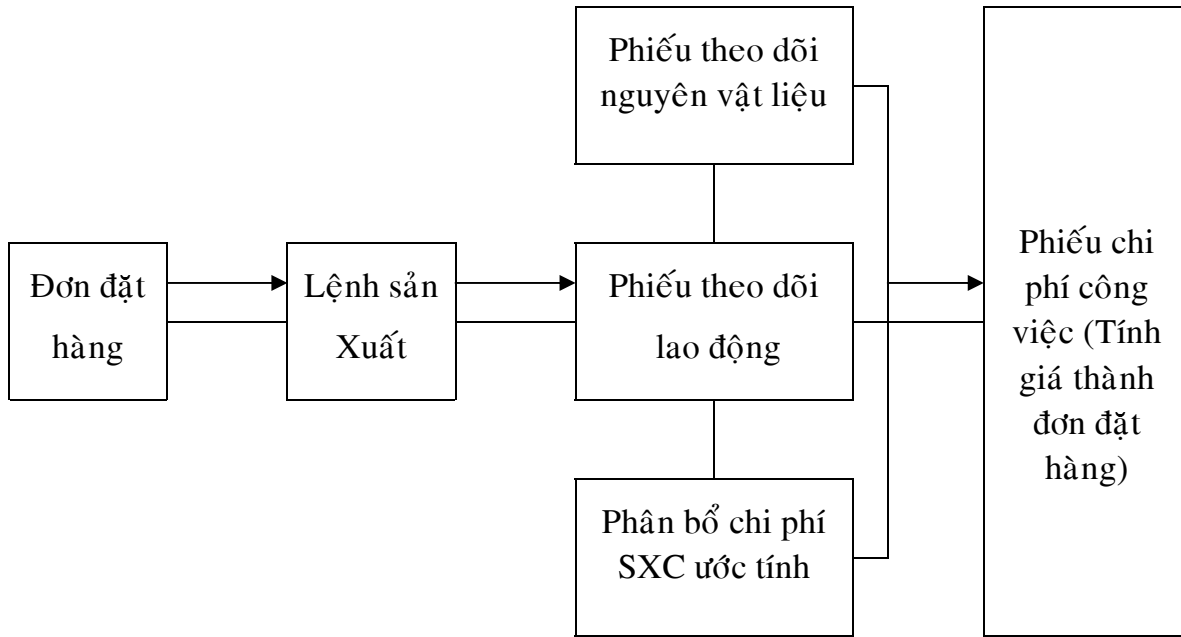 Đơn đặt
hàng
Lệnh sản
Xuất
Phiếu theo dõi
nguyên vật liệu
Phiếu theo dõi
lao động
Phân bổ chi phí
SXC ước tính
Phiếu chi
phí công
việc (Tính
giá thành
đơn đặt
hàng)